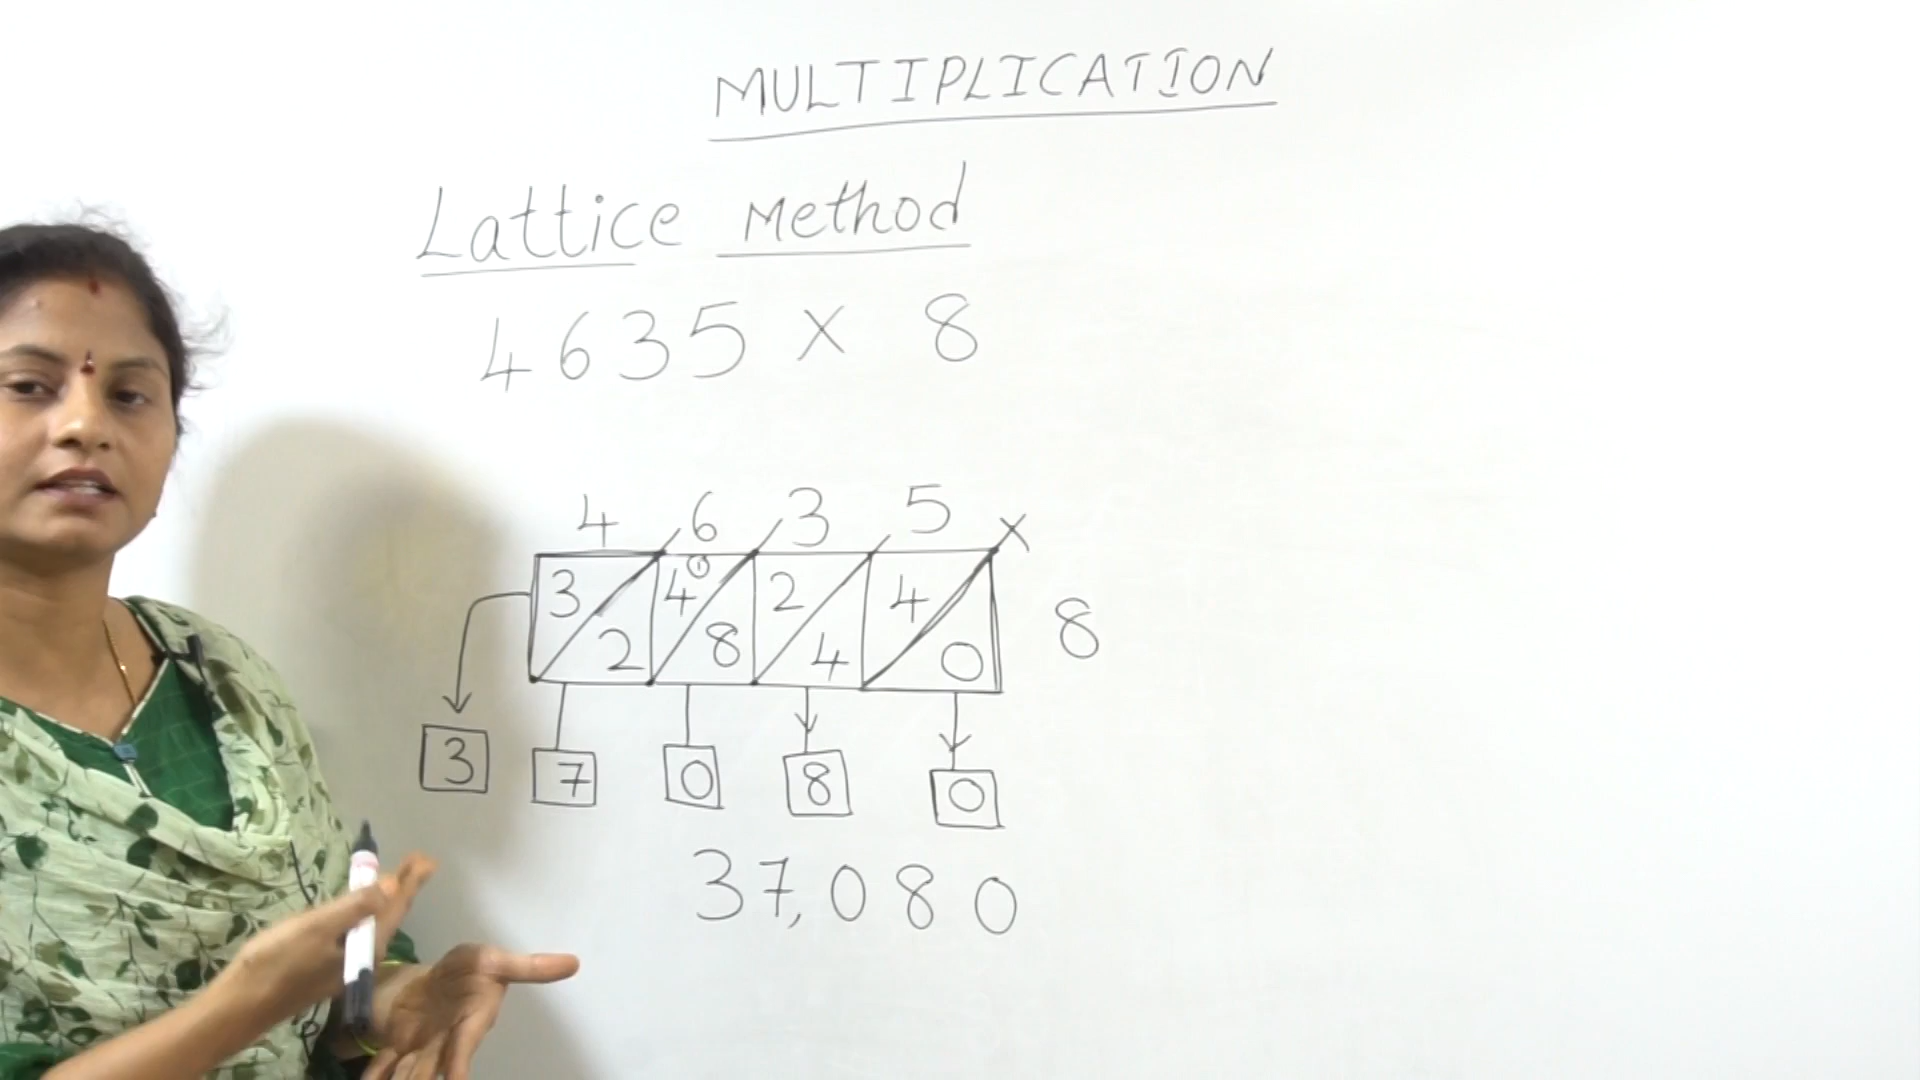 MULTIPLICATION
Lattice Method
4635 × 8
4 6 3 5 ×
3 4 1 2 4
8
2 8 4 0
3 7 0 8 0
37,080